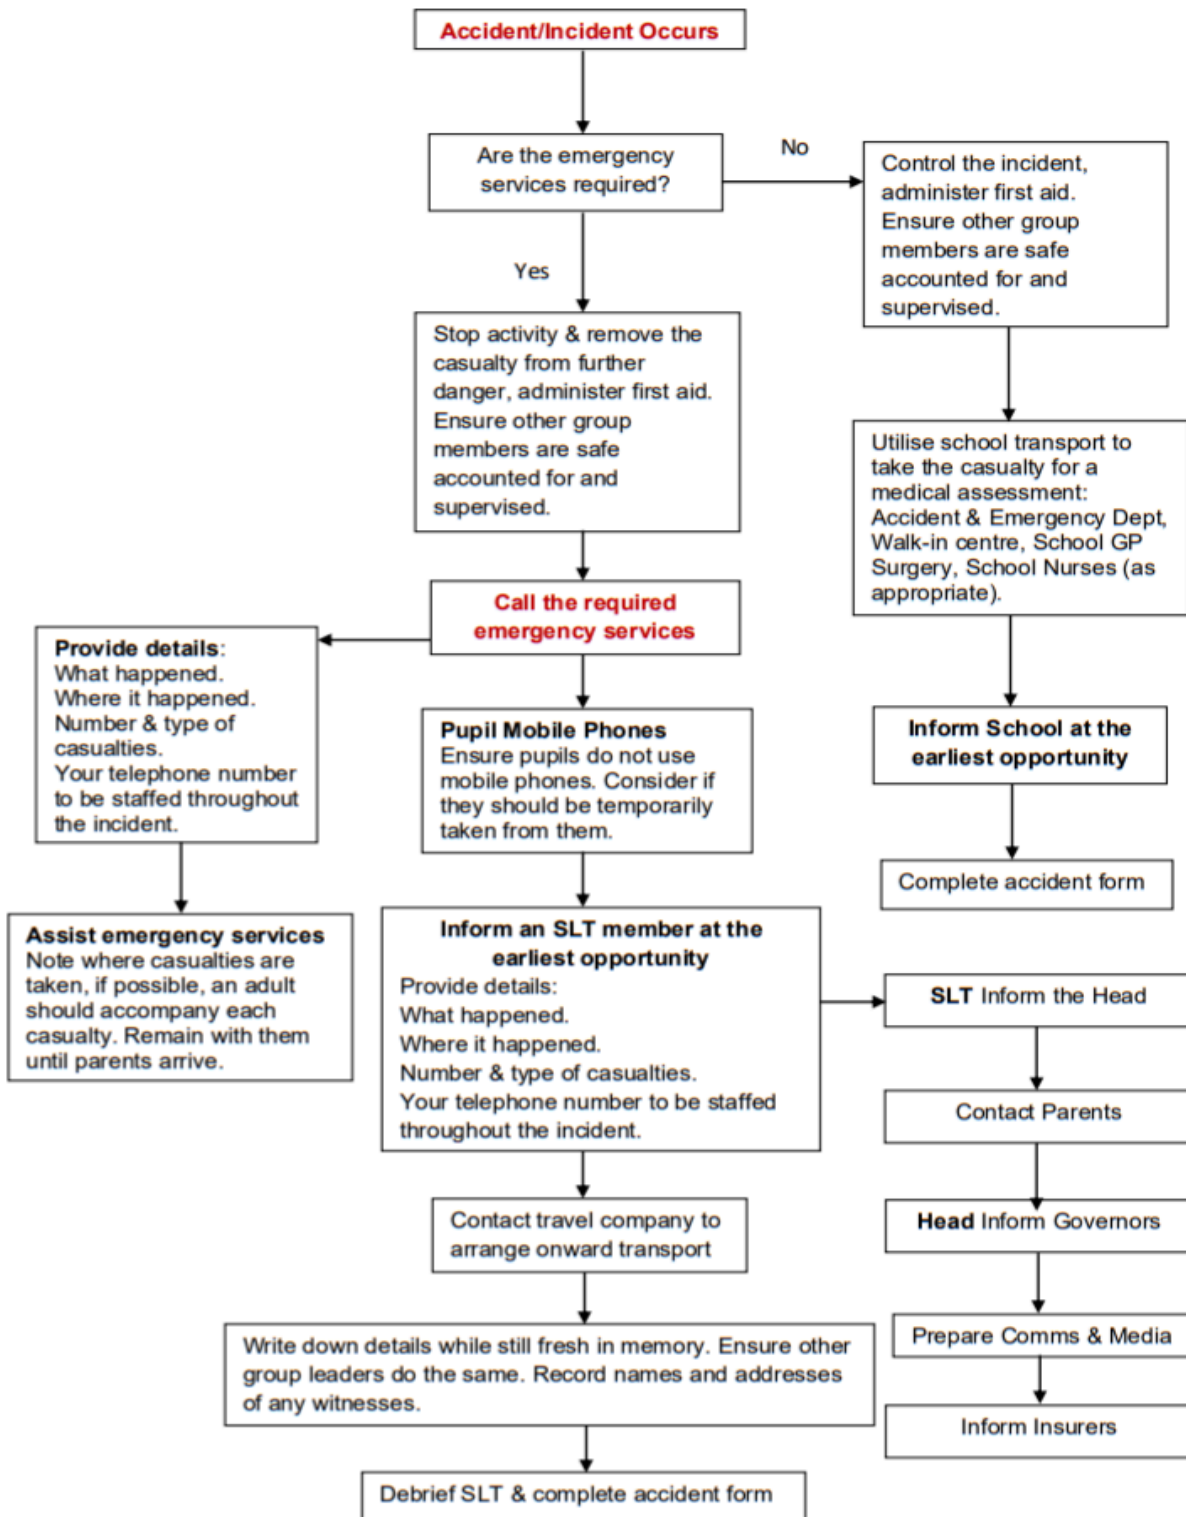 Accident/Incident Occurs
Are the emergency
services required?
No
Control the incident,
administer first aid.
Ensure other group
members are safe
accounted for and
supervised.
Yes
Stop activity & remove the
casualty from further
danger, administer first aid.
Ensure other group
members are safe
accounted for and
supervised.
Utilise school transport to
take the casualty for a
medical assessment:
Accident & Emergency Dept,
Walk-in centre, School GP
Surgery, School Nurses (as
appropriate).
Call the required
emergency services
Provide details:
What happened.
Where it happened.
Number & type of
casualties.
Your telephone number
to be staffed throughout
the incident.
Pupil Mobile Phones
Ensure pupils do not use
mobile phones. Consider if
they should be temporarily
taken from them.
Inform School at the
earliest opportunity
Complete accident form
Assist emergency services
Note where casualties are
taken, if possible, an adult
should accompany each
casualty. Remain with them
until parents arrive.
Inform an SLT member at the
earliest opportunity
Provide details:
What happened.
Where it happened.
Number & type of casualties.
Your telephone number to be staffed
throughout the incident.
SLT Inform the Head
Contact Parents
Head Inform Governors
Prepare Comms & Media
Inform Insurers
Contact travel company to
arrange onward transport
Write down details while still fresh in memory. Ensure other
group leaders do the same. Record names and addresses
of any witnesses.
Debrief SLT & complete accident form